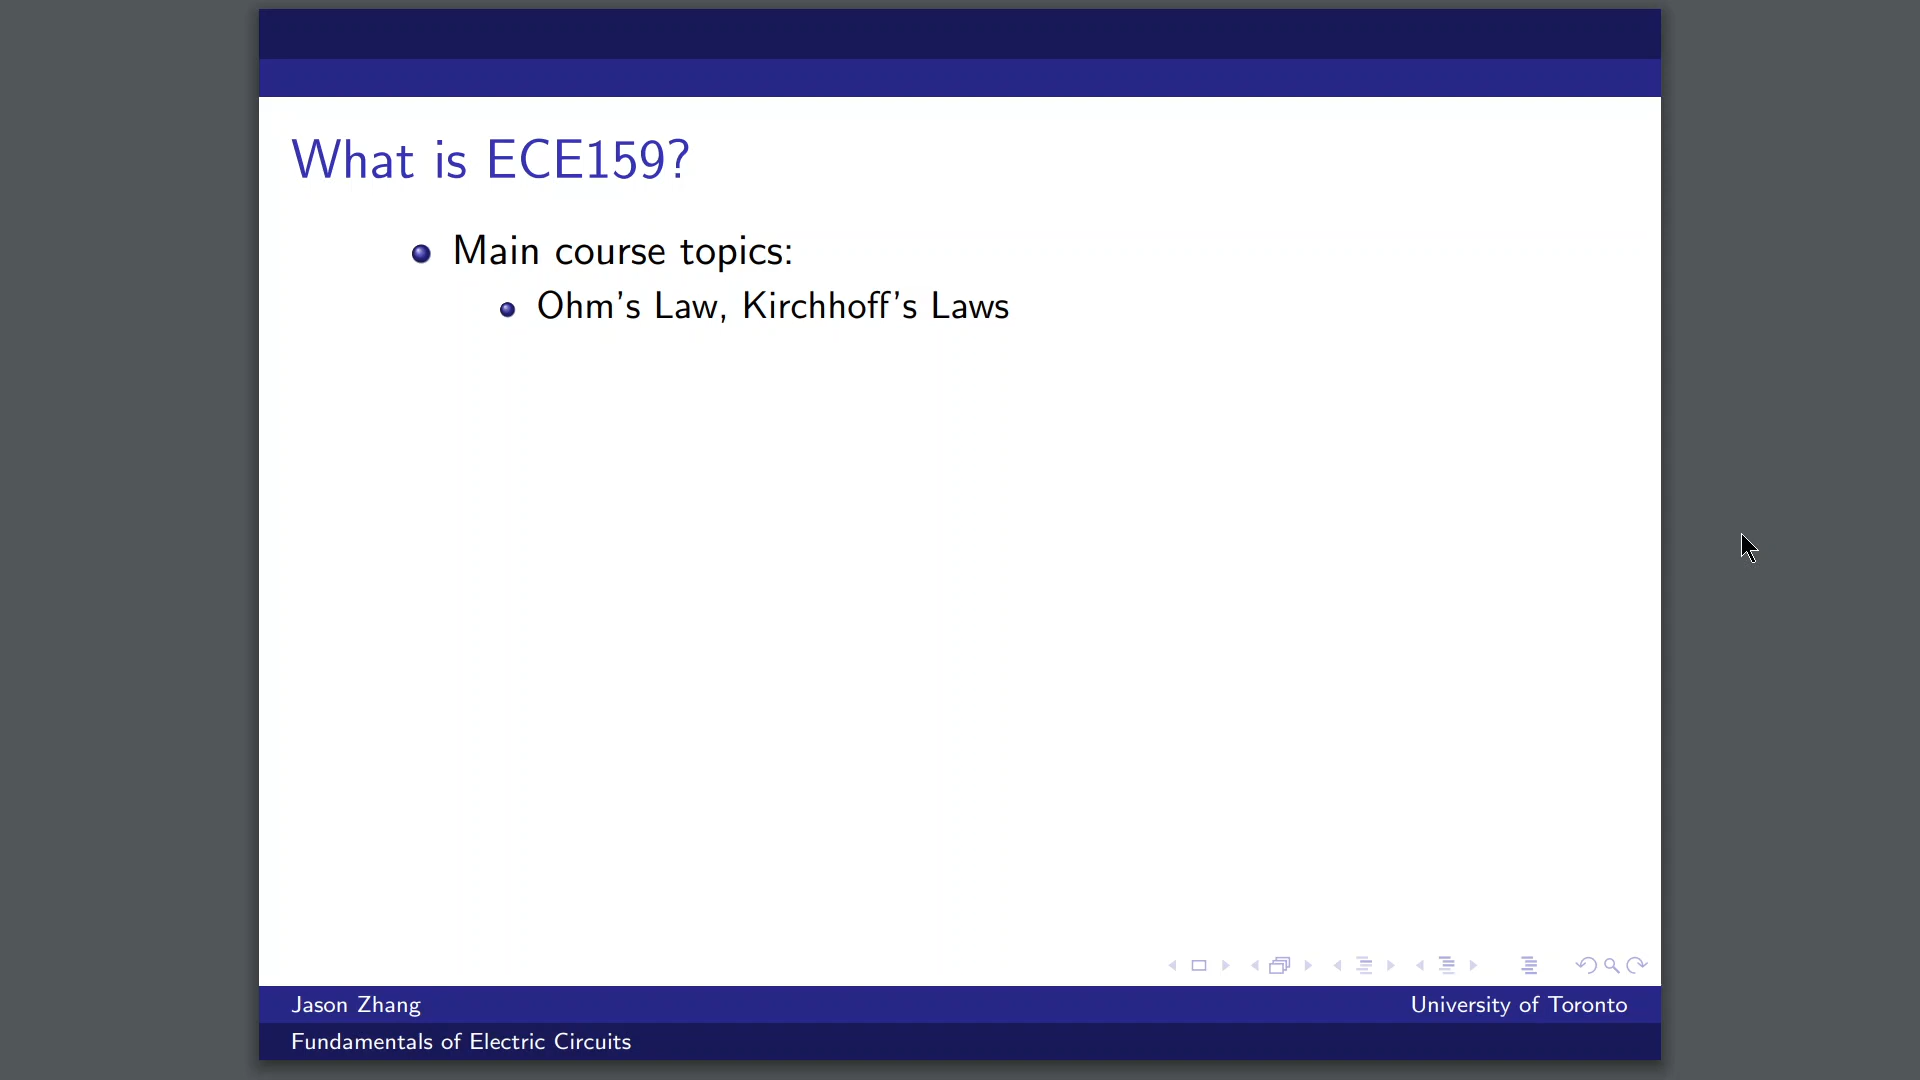 What is ECE159?
Main course topics:
Ohm's Law, Kirchhoff's Laws
Jason Zhang
University of Toronto
Fundamentals of Electric Circuits